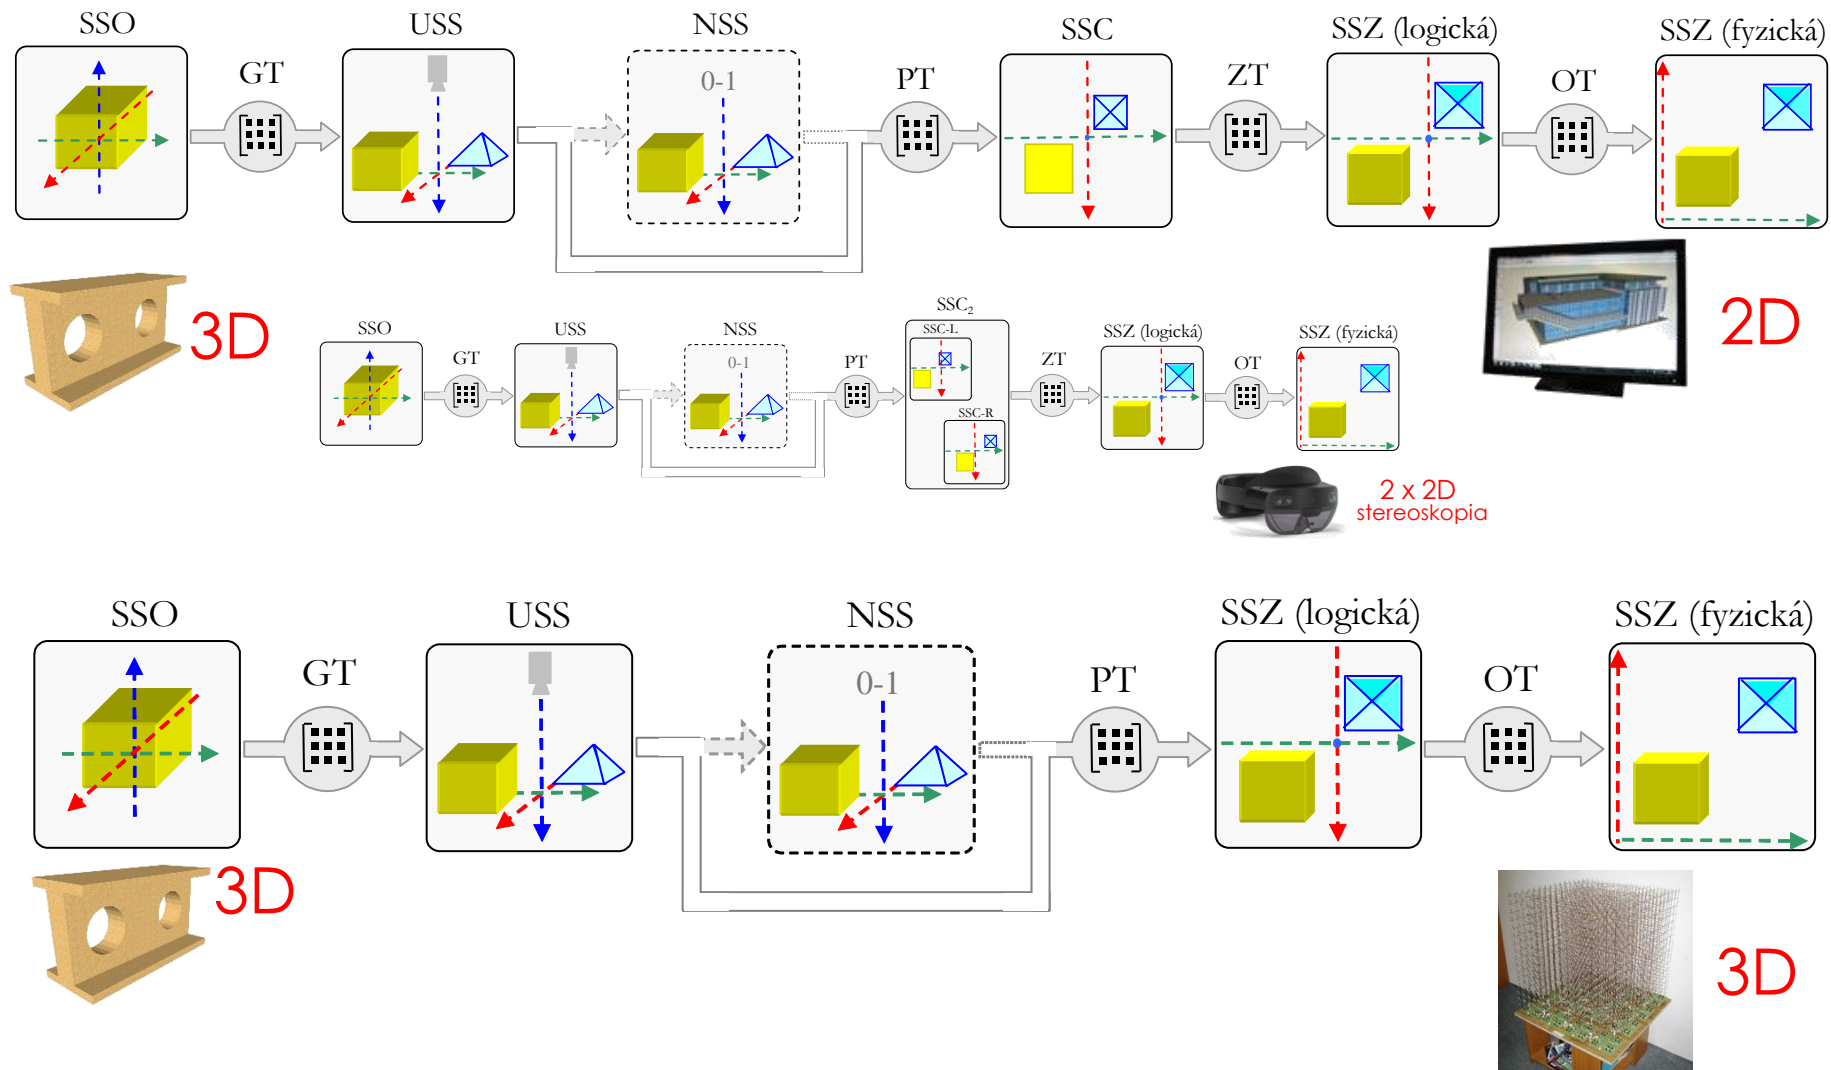 SSO USS NSS SSC SSZ (logická) SSZ (fyzická)
GT 0-1 PT ZT OT
3D
2D
SSC₂
SSO USS NSS SSC-L SSZ (logická) SSZ (fyzická)
GT 0-1 PT ZT OT
SSC-R
2 x 2D
stereoskopia
SSO USS NSS SSZ (logická) SSZ (fyzická)
GT 0-1 PT OT
3D
3D